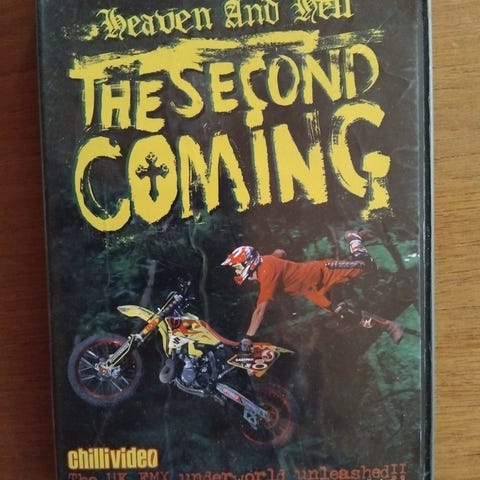 Heaven And Hell
THE SECOND
COMING
chillivideo
The UK FMX underworld unleashed!!